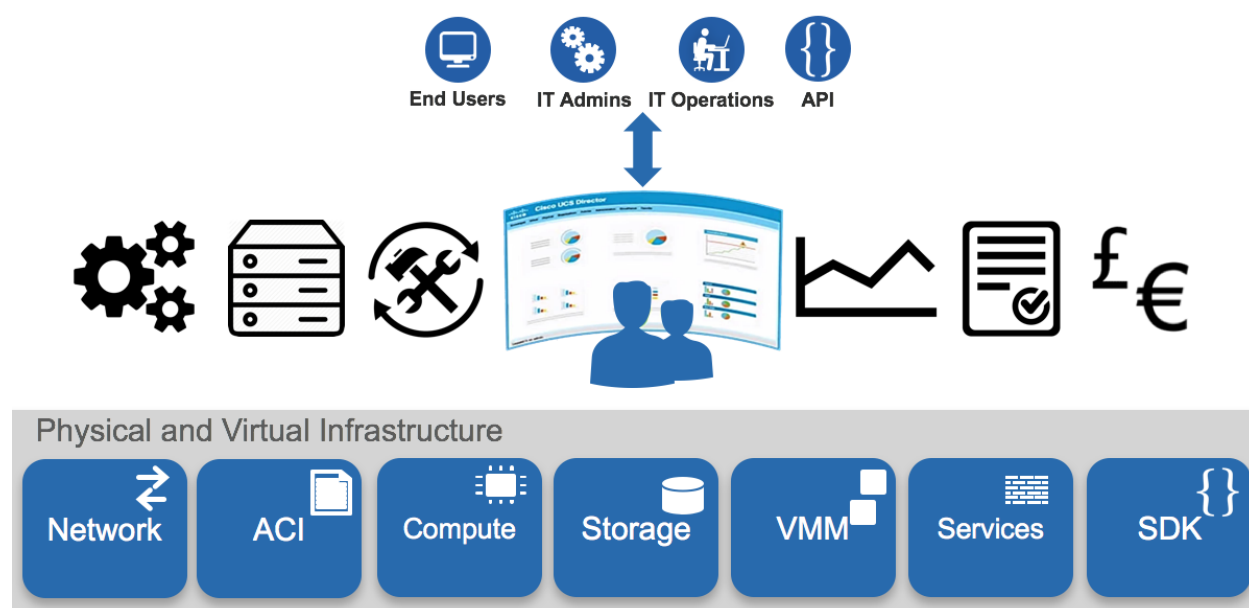 End Users
IT Admins
IT Operations
API
CISCO
Cisco UCS Director
£
€
Physical and Virtual Infrastructure
Network
ACI
Compute
Storage
VMM
Services
SDK
{}